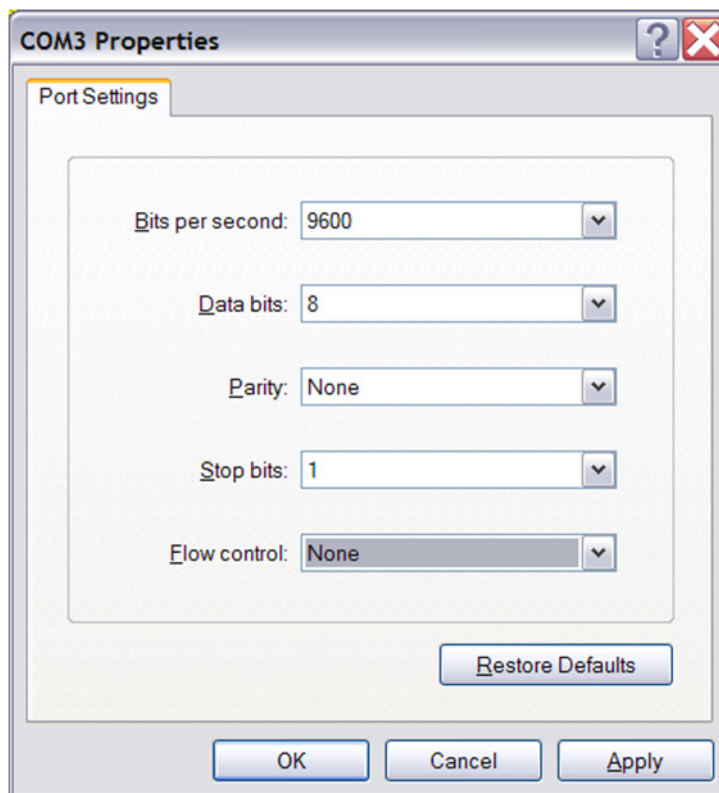 COM3 Properties
Port Settings
Bits per second: 9600
Data bits: 8
Parity: None
Stop bits: 1
Flow control: None
Restore Defaults
OK Cancel Apply